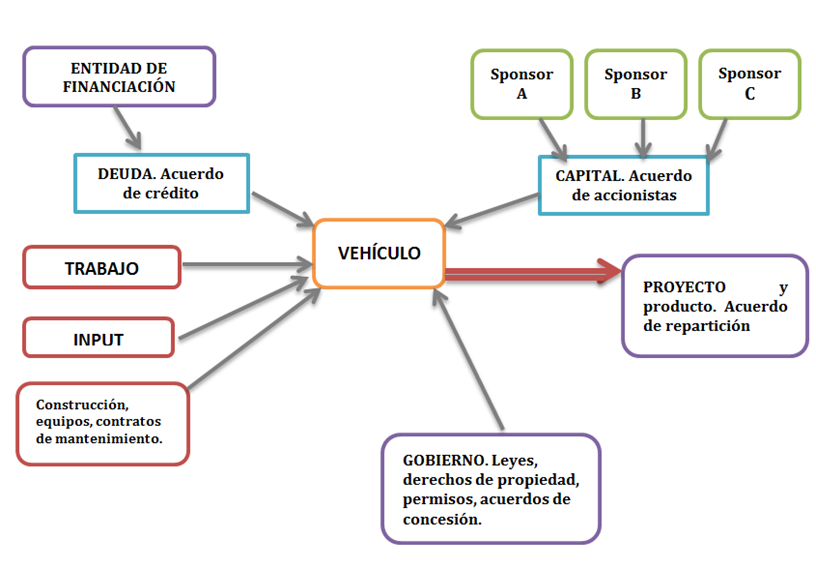 ENTIDAD DE
FINANCIACIÓN
Sponsor
A
Sponsor
B
Sponsor
C
DEUDA. Acuerdo
de crédito
CAPITAL. Acuerdo
de accionistas
VEHÍCULO
TRABAJO
INPUT
Construcción,
equipos, contratos
de mantenimiento.
PROYECTO y
producto. Acuerdo
de repartición
GOBIERNO. Leyes,
derechos de propiedad,
permisos, acuerdos de
concesión.